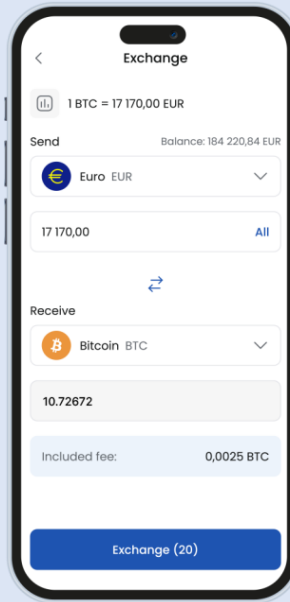 Exchange
1 BTC = 17 170,00 EUR
Send Balance: 184 220,84 EUR
€ Euro EUR
17 170,00 All
Receive
Bitcoin BTC
10.72672
Included fee: 0,0025 BTC
Exchange (20)